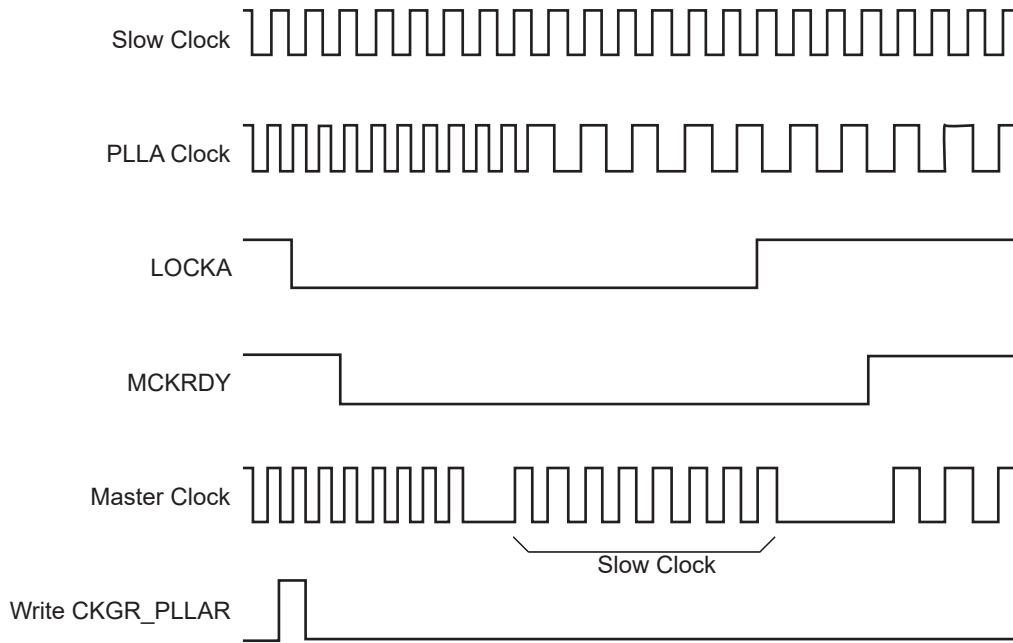 Slow Clock
PLLA Clock
LOCKA
MCKRDY
Master Clock
Slow Clock
Write CKGR_PLLAR